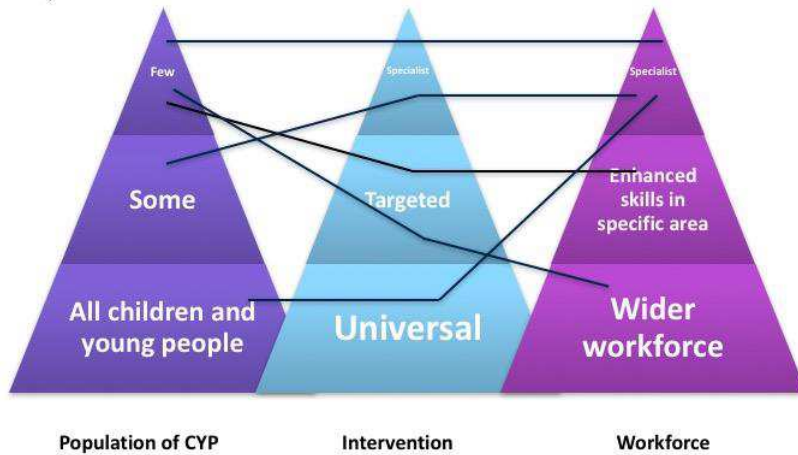 Few
Some
All children and
young people
Specialist
Targeted
Universal
Specialist
Enhanced
skills in
specific area
Wider
workforce
Population of CYP
Intervention
Workforce